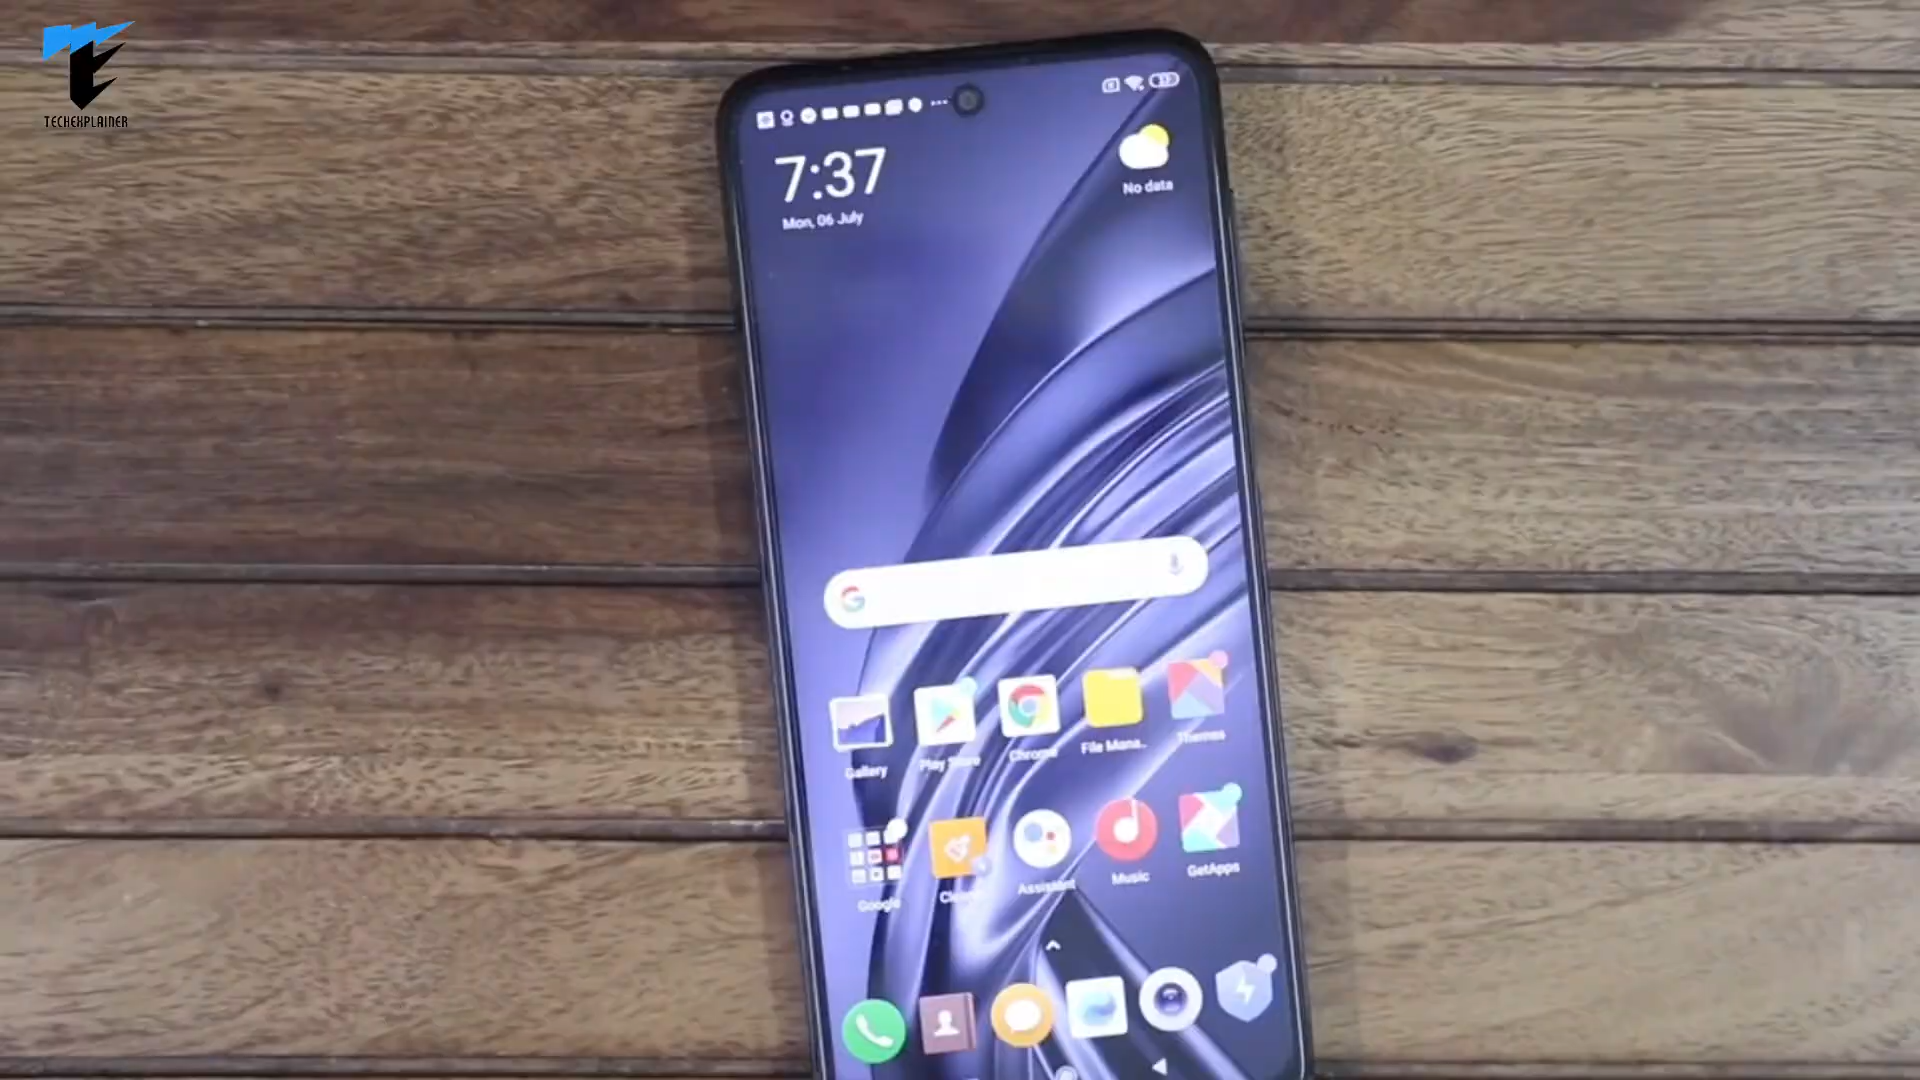 TECHEXPLAINER
7:37
Mon, 06 July
No data
Gallery
Play Store
Chrome
File Mana..
Themes
Google
Assistant
Music
GetApps